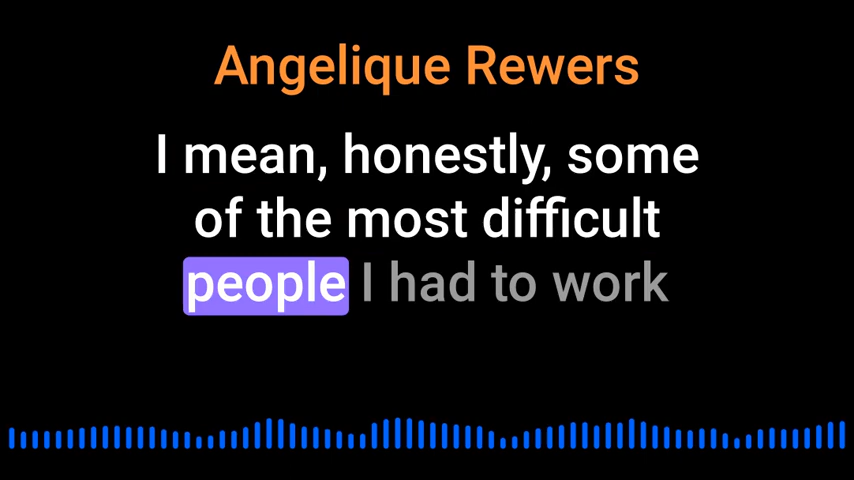 Angelique Rewers
I mean, honestly, some
of the most difficult
people I had to work